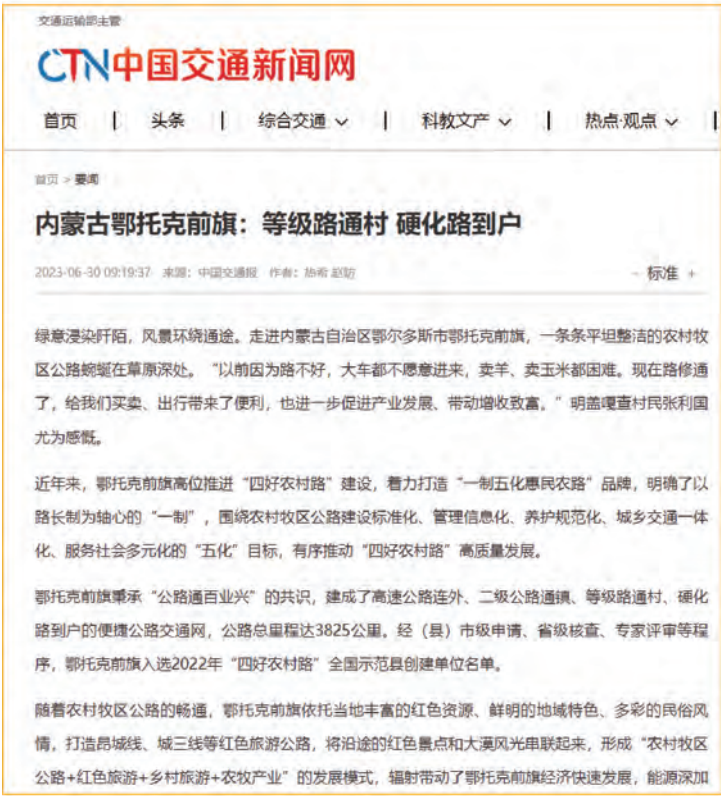 交通运输部主管
CTN中国交通新闻网
首页 | 头条 | 综合交通 | 科教文产 | 热点·观点 |
首页 > 要闻
内蒙古鄂托克前旗：等级路通村 硬化路到户
2023-06-30 09:19:37 来源：中国交通报 作者：热希 赵昉
- 标准 +
绿意浸染阡陌，风景环绕通途。走进内蒙古自治区鄂尔多斯市鄂托克前旗，一条条平坦整洁的农村牧
区公路蜿蜒在草原深处。“以前因为路不好，大车都不愿意进来，卖羊、卖玉米都困难。现在路修通
了，给我们买卖、出行带来了便利，也进一步促进产业发展、带动增收致富。”明盖嘎查村民张利国
尤为感慨。
近年来，鄂托克前旗高位推进“四好农村路”建设，着力打造“一制五化惠民农路”品牌，明确了以
路长制为轴心的“一制”，围绕农村牧区公路建设标准化、管理信息化、养护规范化、城乡交通一体
化、服务社会多元化的“五化”目标，有序推动“四好农村路”高质量发展。
鄂托克前旗秉承“公路通百业兴”的共识，建成了高速公路连外、二级公路通镇、等级路通村、硬化
路到户的便捷公路交通网，公路总里程达3825公里。经（县）市级申请、省级核查、专家评审等程
序，鄂托克前旗入选2022年“四好农村路”全国示范县创建单位名单。
随着农村牧区公路的畅通，鄂托克前旗依托当地丰富的红色资源、鲜明的地域特色、多彩的民俗风
情，打造昂城线、城三线等红色旅游公路，将沿途的红色景点和大漠风光串联起来，形成“农村牧区
公路+红色旅游+乡村旅游+农牧产业”的发展模式，辐射带动了鄂托克前旗经济快速发展，能源深加